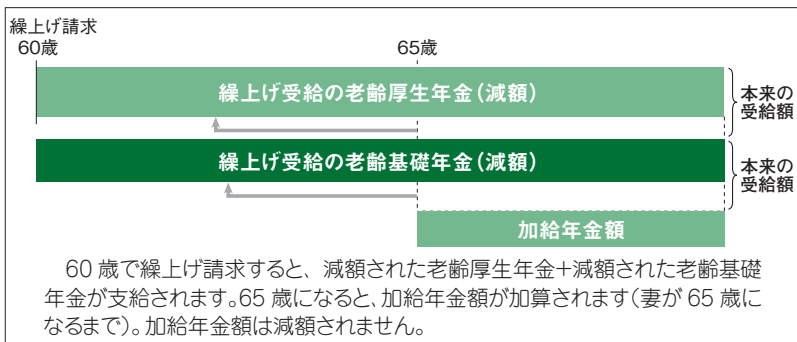 繰上げ請求
60歳
65歳
繰上げ受給の老齢厚生年金(減額)
本来の
受給額
繰上げ受給の老齢基礎年金(減額)
本来の
受給額
加給年金額
60歳で繰上げ請求すると、減額された老齢厚生年金+減額された老齢基礎
年金が支給されます。65歳になると、加給年金額が加算されます(妻が65歳に
なるまで)。加給年金額は減額されません。